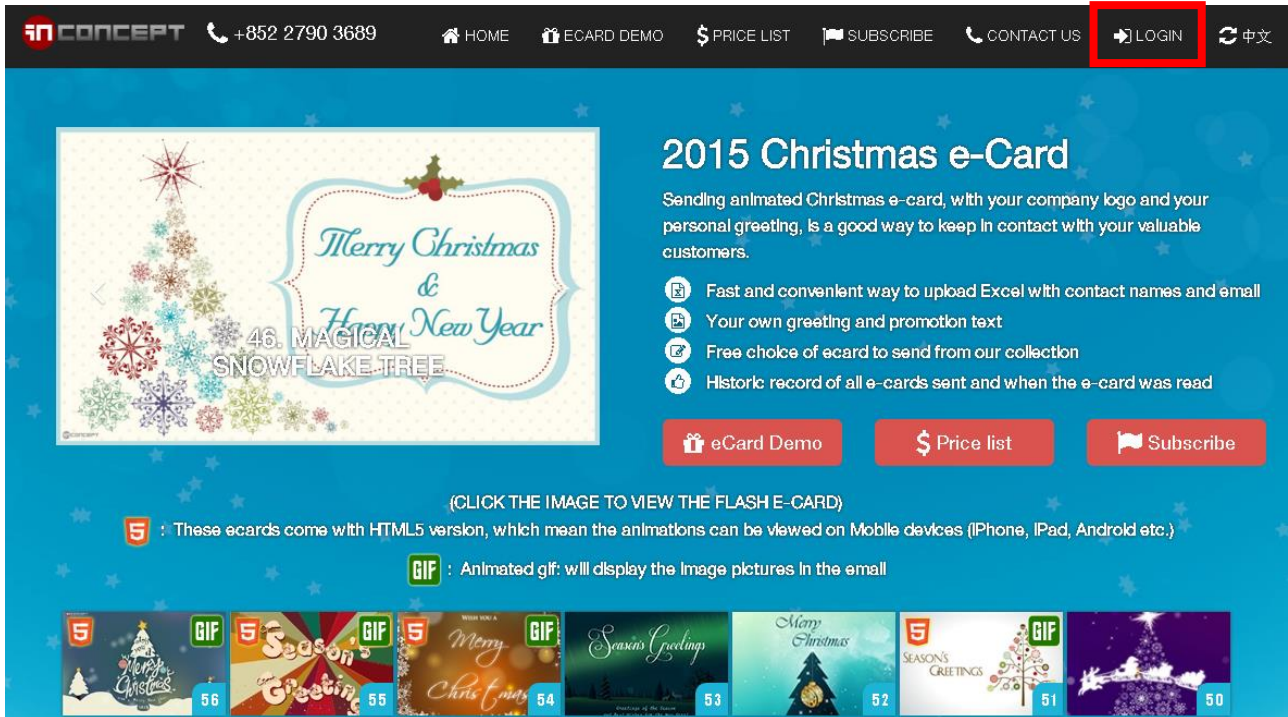 inCONCEPT +852 2790 3689 HOME ECARD DEMO $ PRICE LIST SUBSCRIBE CONTACT US LOGIN 中文
2015 Christmas e-Card
Sending animated Christmas e-card, with your company logo and your
personal greeting, is a good way to keep in contact with your valuable
customers.
Fast and convenient way to upload Excel with contact names and email
Your own greeting and promotion text
Free choice of ecard to send from our collection
Historic record of all e-cards sent and when the e-card was read
Merry Christmas
&
Happy New Year
46. MAGICAL
SNOWFLAKE TREE
inCONCEPT
eCard Demo $ Price list Subscribe
(CLICK THE IMAGE TO VIEW THE FLASH E-CARD)
5 : These ecards come with HTML5 version, which mean the animations can be viewed on Mobile devices (iPhone, iPad, Android etc.)
GIF : Animated gif: will display the image pictures in the email
5 GIF Merry Christmas 56
5 GIF Season's Greetin 55
5 GIF WISH YOU A Merry Christmas 54
Season's Greetings Greetings of the Season 53
Merry Christmas 52
5 GIF SEASON'S GREETINGS 51
50